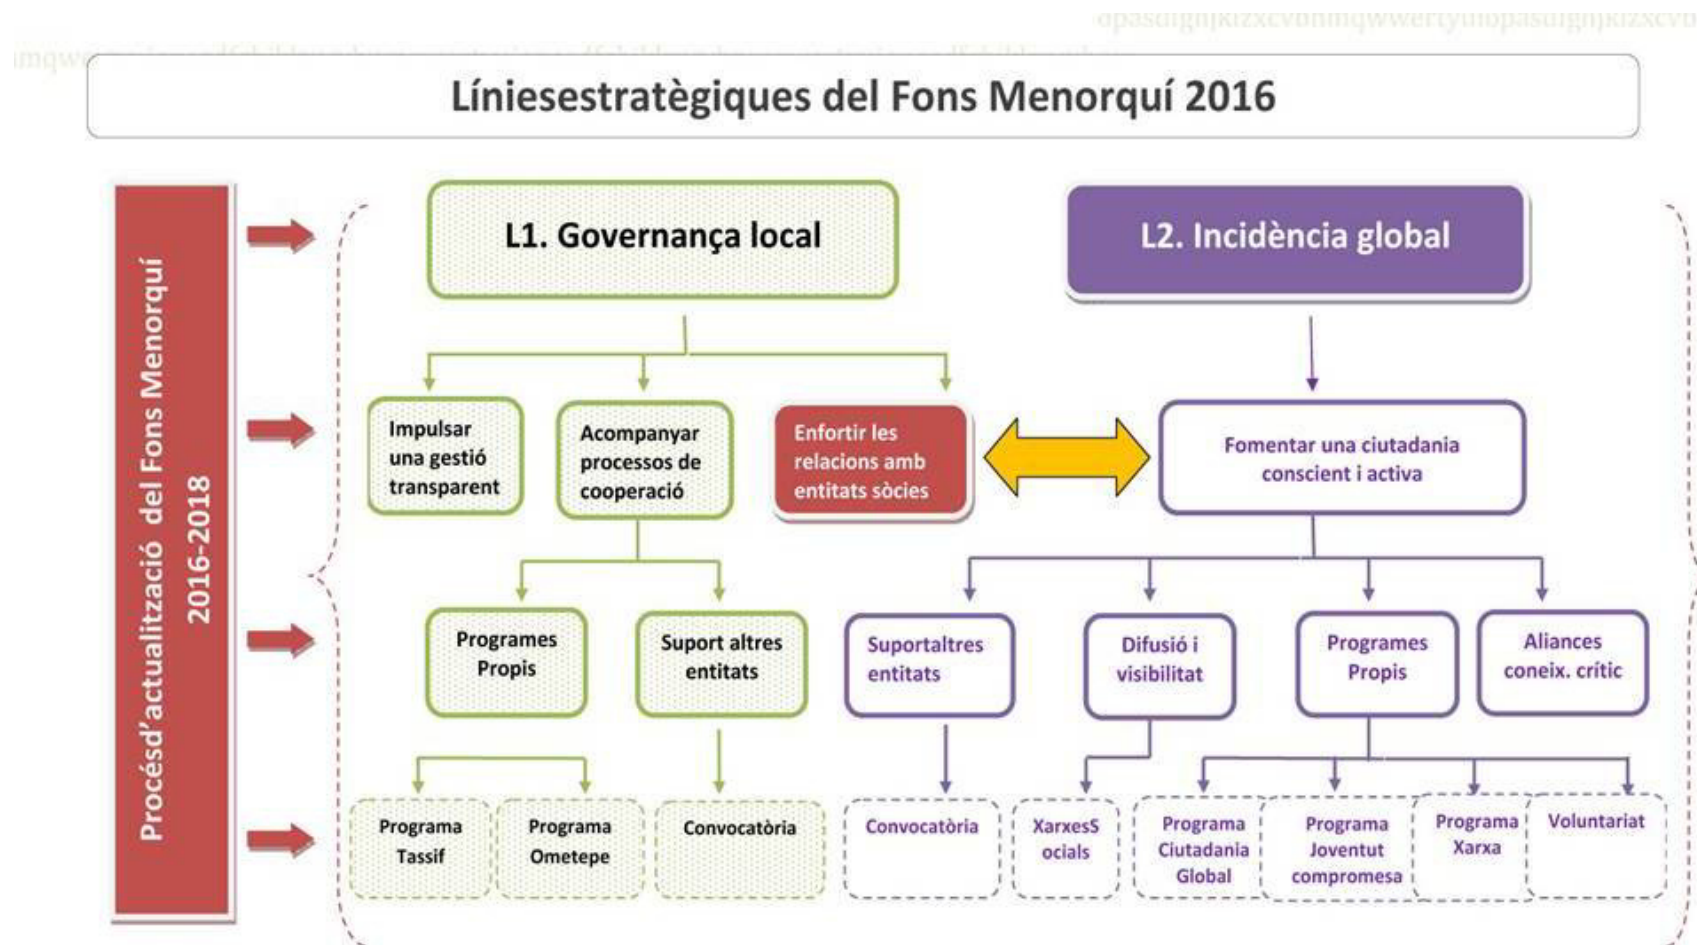 opasdfghjklzxcvbnmqwwertyuiopasdfghjklzxcvb
Líniesestratègiques del Fons Menorquí 2016
Procésd’actualització del Fons Menorquí
2016-2018
L1. Governança local
L2. Incidència global
Impulsar
una gestió
transparent
Acompanyar
processos de
cooperació
Enfortir les
relacions amb
entitats sòcies
Fomentar una ciutadania
conscient i activa
Programes
Propis
Suport altres
entitats
Suportaltres
entitats
Difusió i
visibilitat
Programes
Propis
Aliances
coneix. crític
Programa
Tassif
Programa
Ometepe
Convocatòria
Convocatòria
XarxesS
ocials
Programa
Ciutadania
Global
Programa
Joventut
compromesa
Programa
Xarxa
Voluntariat